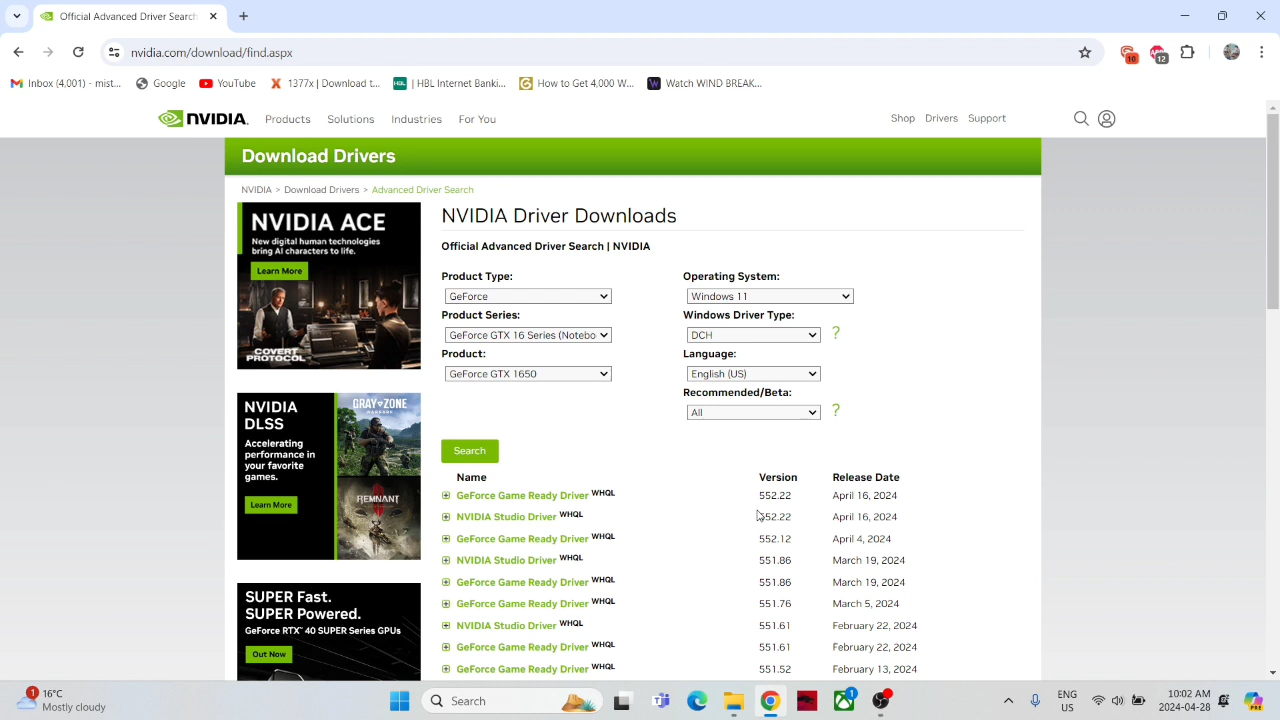 nvidia.com/download/find.aspx
10
12
Inbox (4,001) - mist...
Google
YouTube
1377x | Download t...
HBL
| HBL Internet Banki...
How to Get 4,000 W...
Watch WIND BREAK...
NVIDIA.
Products
Solutions
Industries
For You
Shop
Drivers
Support
Download Drivers
NVIDIA > Download Drivers > Advanced Driver Search
NVIDIA ACE
New digital human technologies
bring AI characters to life.
Learn More
COVERT
PROTOCOL
NVIDIA
DLSS
Accelerating
performance in
your favorite
games.
Learn More
GRAY ZONE
WARFARE
REMNANT
SUPER Fast.
SUPER Powered.
GeForce RTX™ 40 SUPER Series GPUs
Out Now
NVIDIA Driver Downloads
Official Advanced Driver Search | NVIDIA
Product Type:
GeForce
Product Series:
GeForce GTX 16 Series (Notebo
Product:
GeForce GTX 1650
Operating System:
Windows 11
Windows Driver Type:
DCH
?
Language:
English (US)
Recommended/Beta:
All
?
Search
Name Version Release Date
GeForce Game Ready Driver WHQL 552.22 April 16, 2024
NVIDIA Studio Driver WHQL 552.22 April 16, 2024
GeForce Game Ready Driver WHQL 552.12 April 4, 2024
NVIDIA Studio Driver WHQL 551.86 March 19, 2024
GeForce Game Ready Driver WHQL 551.86 March 19, 2024
GeForce Game Ready Driver WHQL 551.76 March 5, 2024
NVIDIA Studio Driver WHQL 551.61 February 22, 2024
GeForce Game Ready Driver WHQL 551.61 February 22, 2024
GeForce Game Ready Driver WHQL 551.52 February 13, 2024
1
16°C
Mostly cloudy
Search
1
ENG
US
10:02 AM
2024-04-28